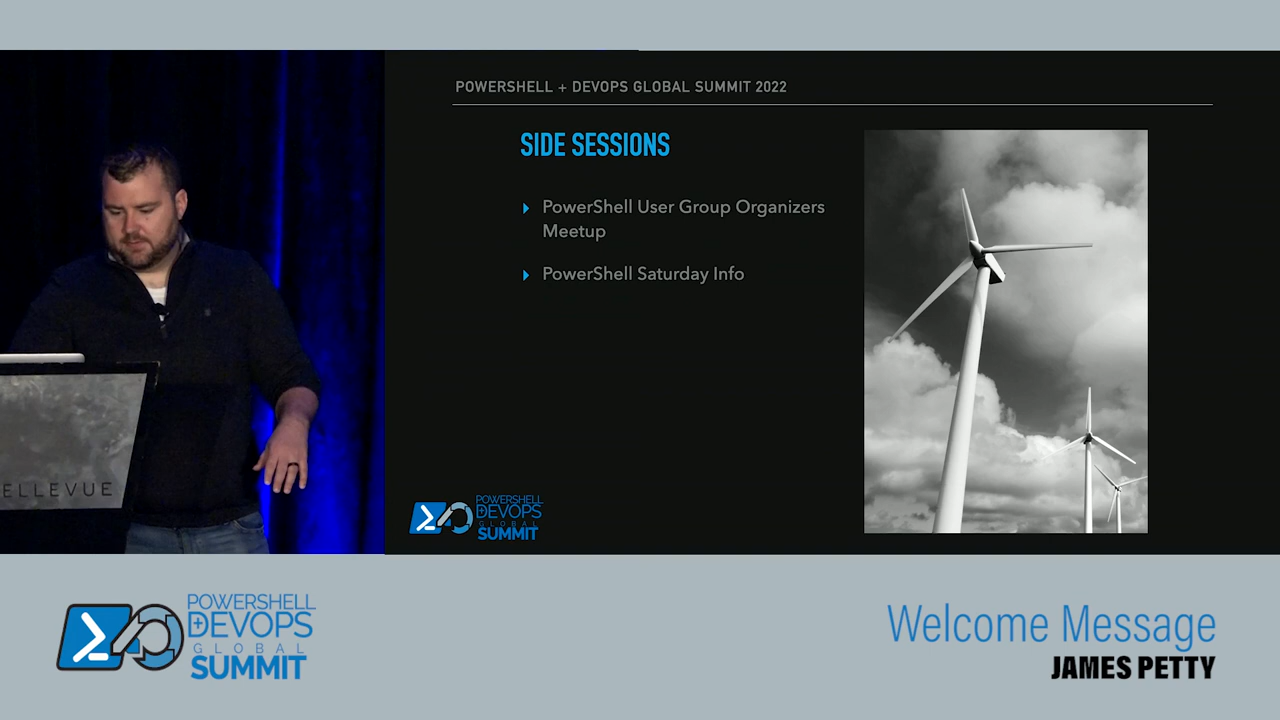 POWERSHELL + DEVOPS GLOBAL SUMMIT 2022
SIDE SESSIONS
PowerShell User Group Organizers
Meetup
PowerShell Saturday Info
ELLEVUE
POWERSHELL
+DEVOPS
GLOBAL
SUMMIT
POWERSHELL
+DEVOPS
GLOBAL
SUMMIT
Welcome Message
JAMES PETTY